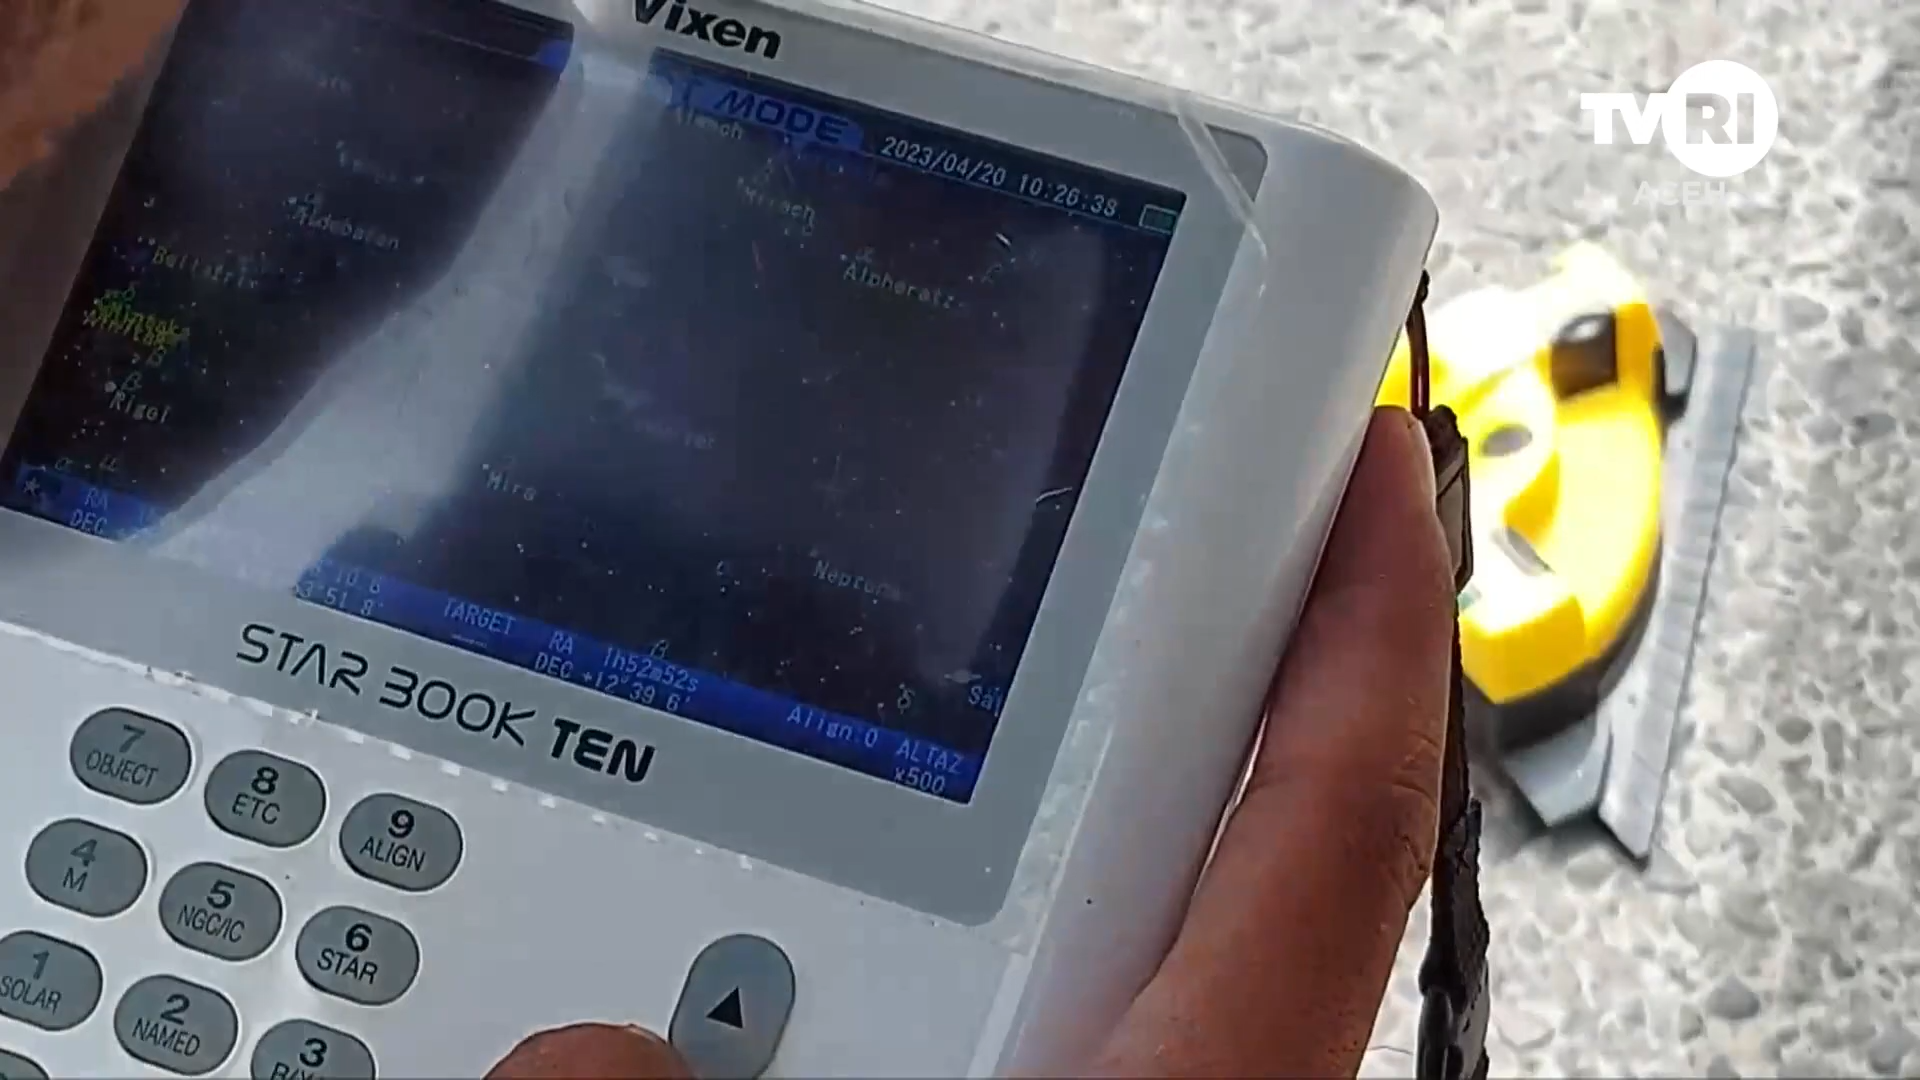 Vixen
TVRI
ACEH
MODE
2023/04/20 10:26:38
Mirach
Alpheratz
Aldebaran
Bellatrix
Mintaka
β
Rigel
Mira
Neptune
RA
DEC
TARGET
RA 1h52m52s
DEC +12°39.6'
Align:0
ALTAZ
x500
STAR BOOK TEN
7
OBJECT
8
ETC
9
ALIGN
4
M
5
NGC/IC
6
STAR
1
SOLAR
2
NAMED
3